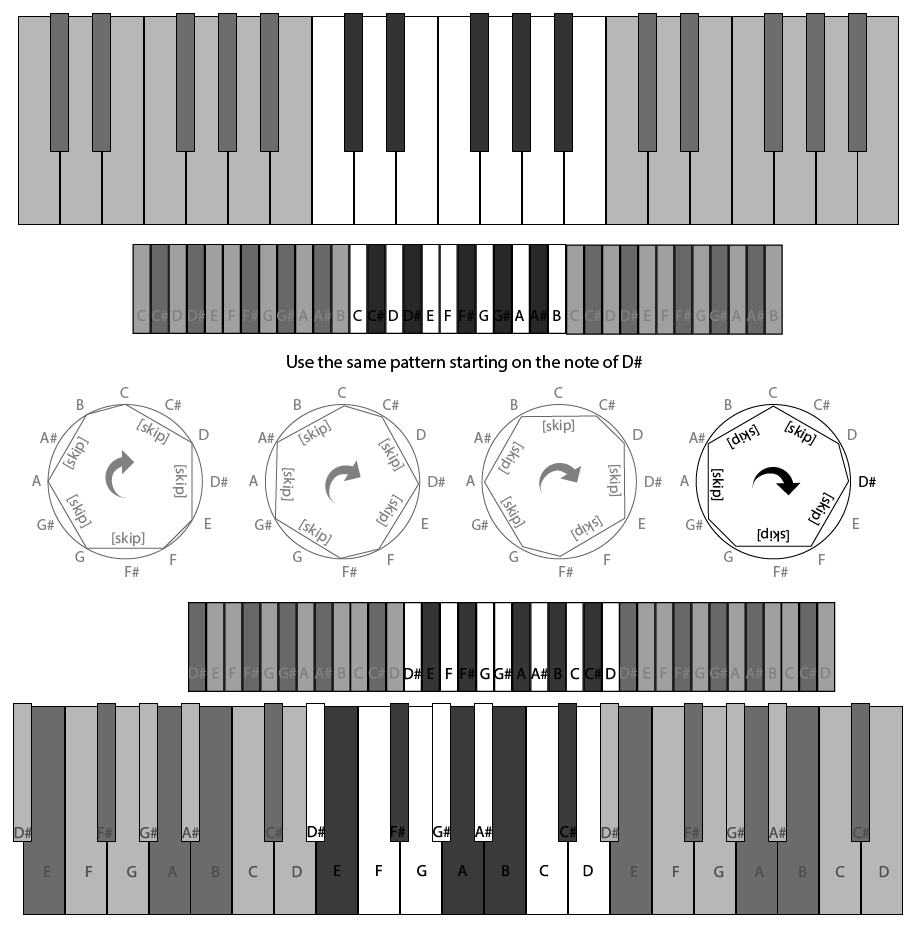 C C# D D# E F F# G G# A A# B C C# D D# E F F# G G# A A# B C C# D D# E F F# G G# A A# B
Use the same pattern starting on the note of D#
C C# D D# E F F# G G# A A# B
[skip] [skip] [skip] [skip] [skip]
C C# D D# E F F# G G# A A# B
[skip] [skip] [skip] [skip] [skip]
C C# D D# E F F# G G# A A# B
[skip] [skip] [skip] [skip] [skip]
C C# D D# E F F# G G# A A# B
[skip] [skip] [skip] [skip] [skip]
D# E F F# G G# A A# B C C# D D# E F F# G G# A A# B C C# D D# E F F# G G# A A# B C C# D
D# F# G# A# C# D# F# G# A# C# D# F# G# A# C#
E F G A B C D E F G A B C D E F G A B C D